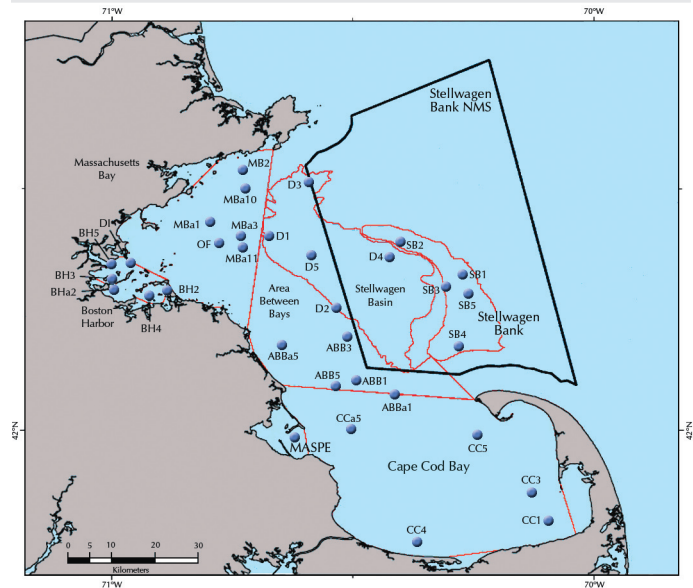 71°W
70°W
Stellwagen
Bank NMS
Massachusetts
Bay
MB2
MBa10
D3
MBa1
MBa3
OF
MBa11
D1
D5
SB2
D4
SB1
SB3
SB5
Stellwagen
Basin
Stellwagen
Bank
SB4
DI
BH5
BH3
BHa2
Boston
Harbor
BH2
BH4
Area
Between
Bays
D2
ABB3
ABBa5
ABB5
ABB1
ABBa1
42°N
42°N
CCa5
MASPE
CC5
Cape Cod Bay
CC3
CC1
CC4
0 5 10 20 30
Kilometers
71°W
70°W